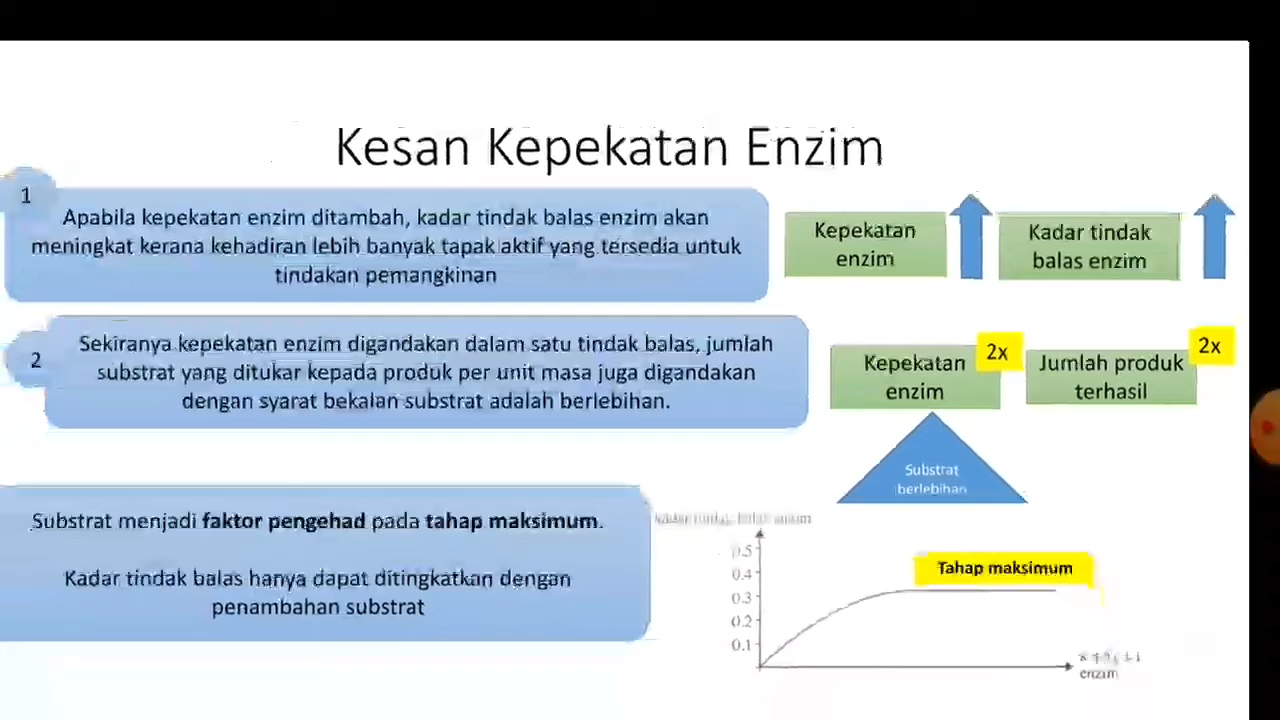 Kesan Kepekatan Enzim
1
Apabila kepekatan enzim ditambah, kadar tindak balas enzim akan
meningkat kerana kehadiran lebih banyak tapak aktif yang tersedia untuk
tindakan pemangkinan
Kepekatan
enzim
Kadar tindak
balas enzim
2
Sekiranya kepekatan enzim digandakan dalam satu tindak balas, jumlah
substrat yang ditukar kepada produk per unit masa juga digandakan
dengan syarat bekalan substrat adalah berlebihan.
Kepekatan
enzim
2x
Jumlah produk
terhasil
2x
Substrat
berlebihan
Substrat menjadi faktor pengehad pada tahap maksimum.
Kadar tindak balas hanya dapat ditingkatkan dengan
penambahan substrat
0.5
0.4
0.3
0.2
0.1
Tahap maksimum
enzim